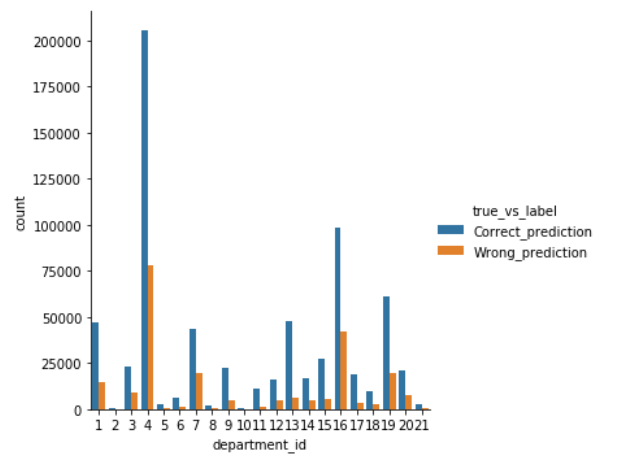 200000
175000
150000
125000
100000
75000
50000
25000
0
count
1 2 3 4 5 6 7 8 9 10 11 12 13 14 15 16 17 18 19 20 21
department_id
true_vs_label
Correct_prediction
Wrong_prediction